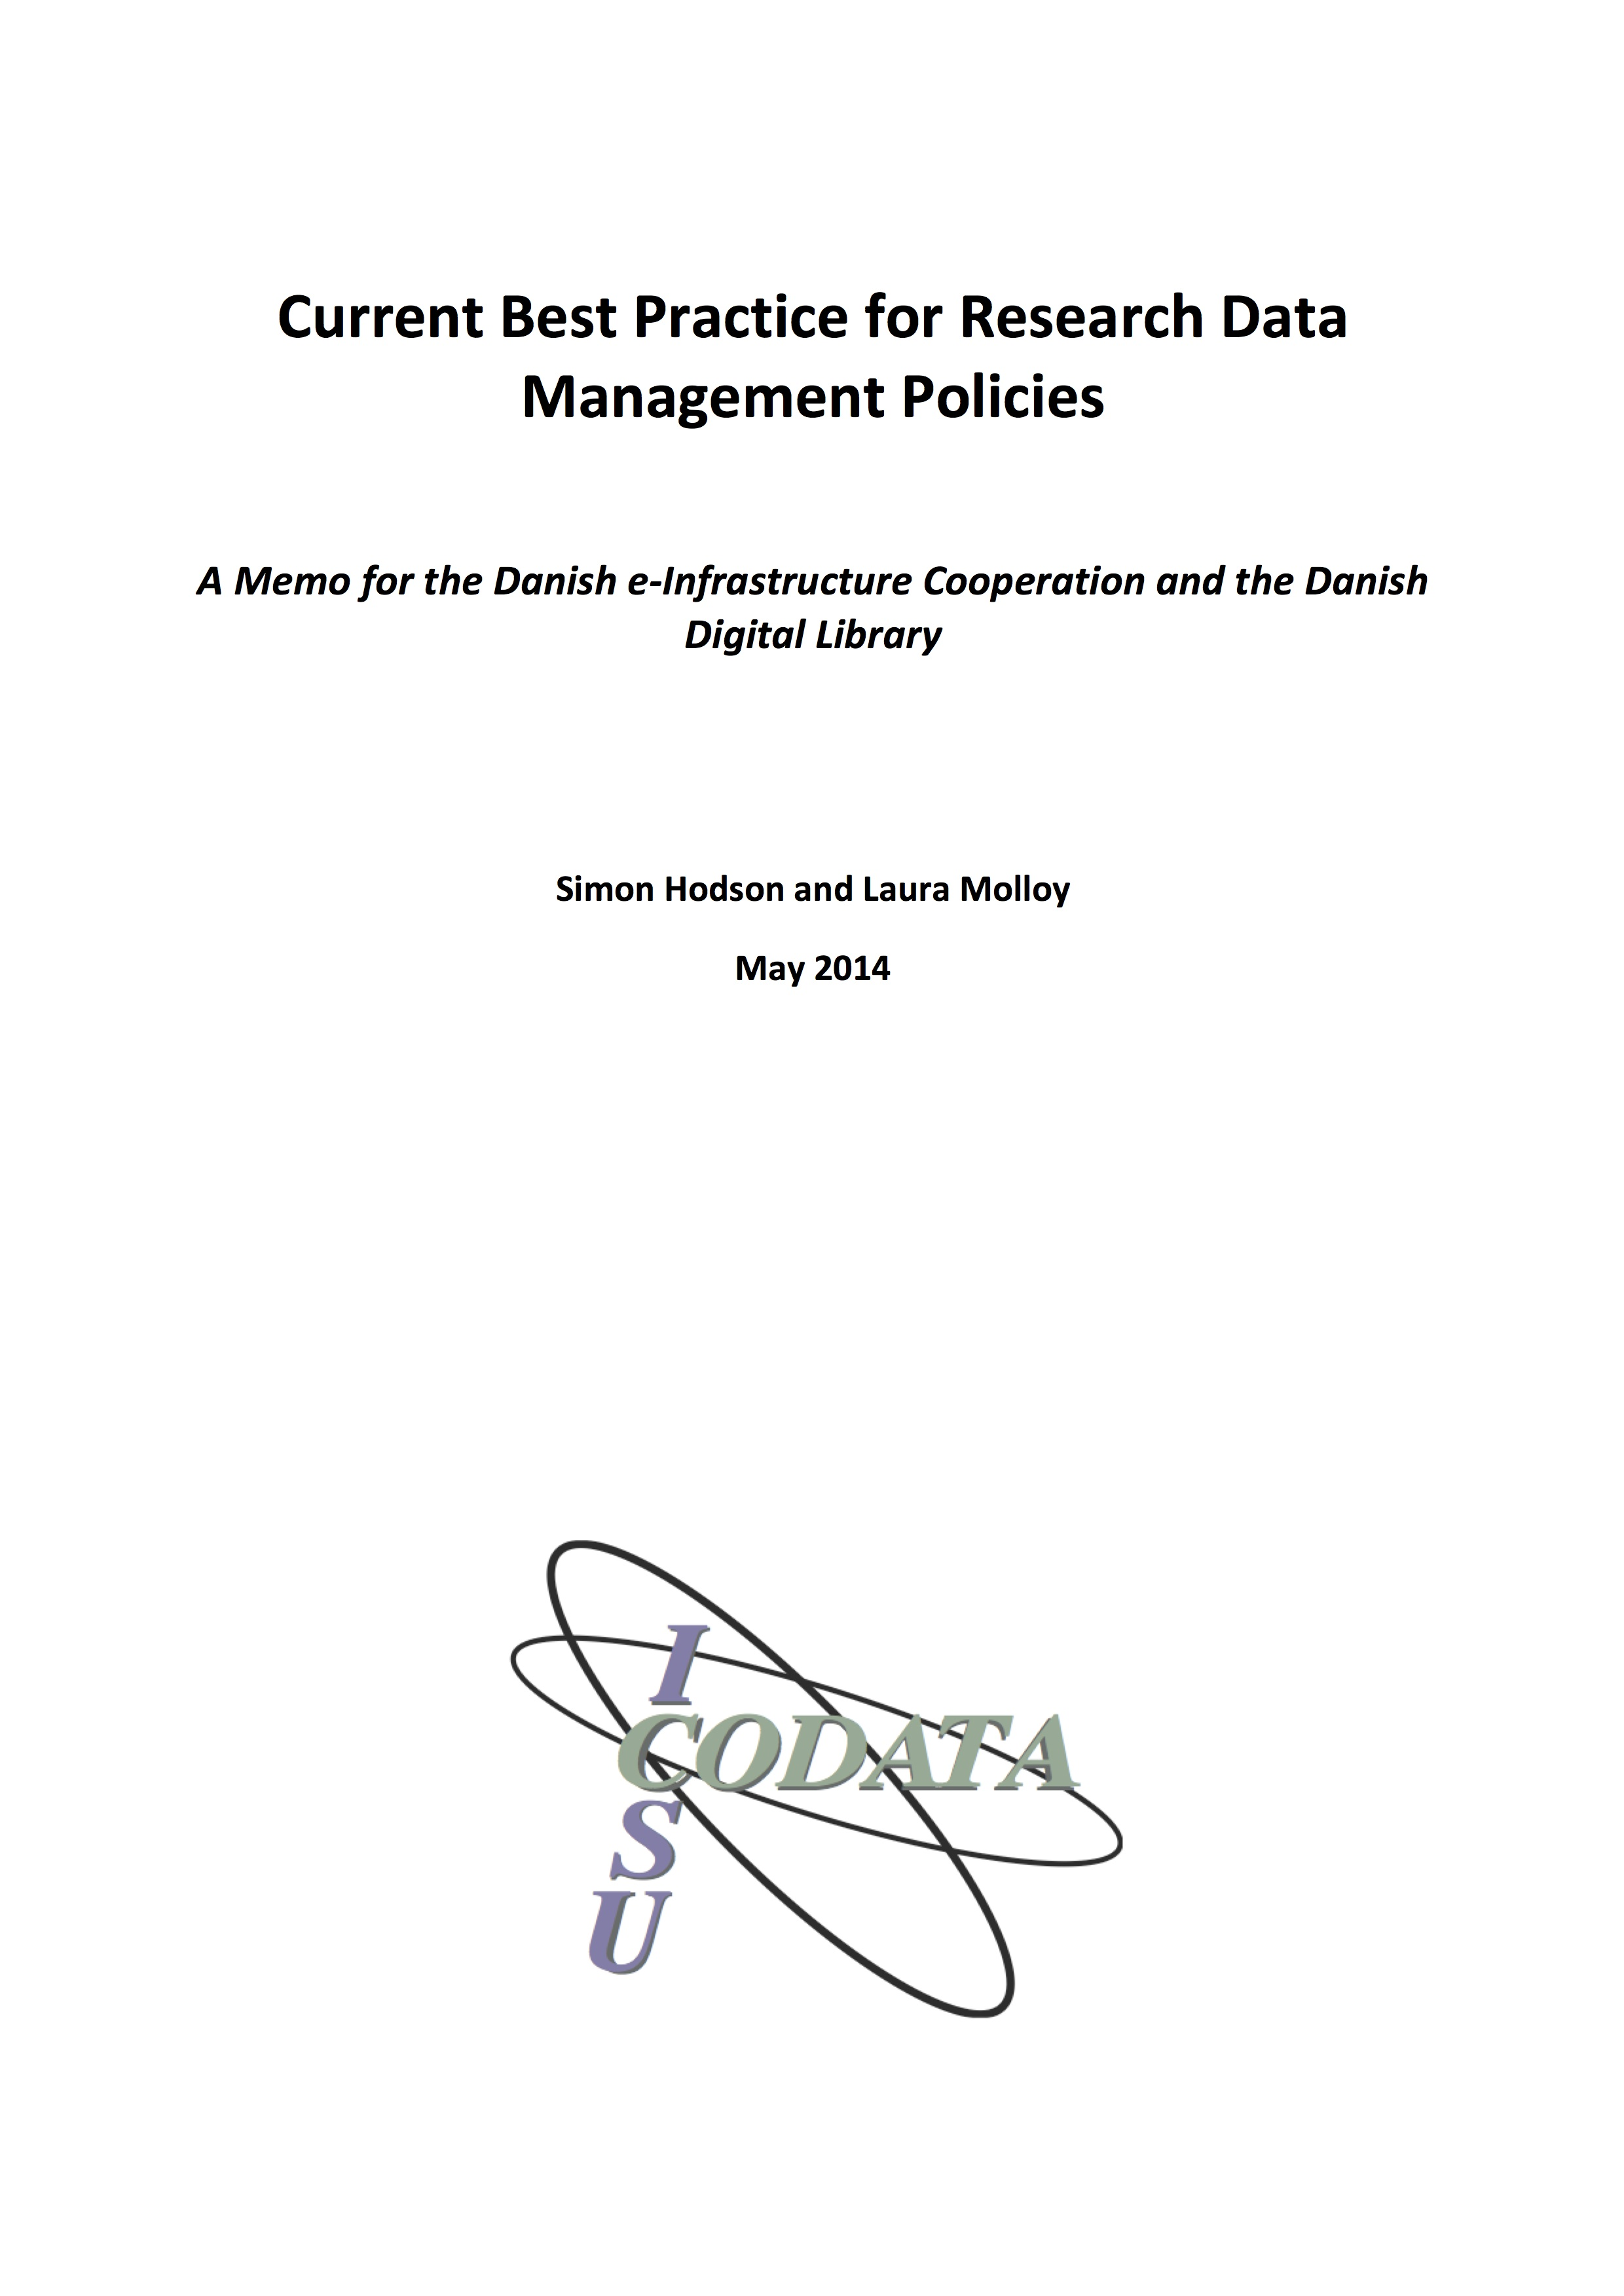 Current Best Practice for Research Data
Management Policies
A Memo for the Danish e-Infrastructure Cooperation and the Danish
Digital Library
Simon Hodson and Laura Molloy
May 2014
I
CODATA
S
U